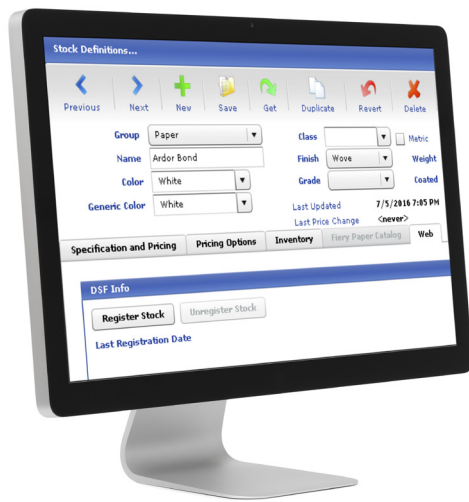 Stock Definitions...
Previous Next New Save Get Duplicate Revert Delete
Group Paper Class Metric
Name Ardor Bond Finish Wove Weight
Color White Grade Coated
Generic Color White Last Updated 7/5/2016 7:05 PM
Last Price Change <never>
Specification and Pricing Pricing Options Inventory Fiery Paper Catalog Web
DSF Info
Register Stock Unregister Stock
Last Registration Date